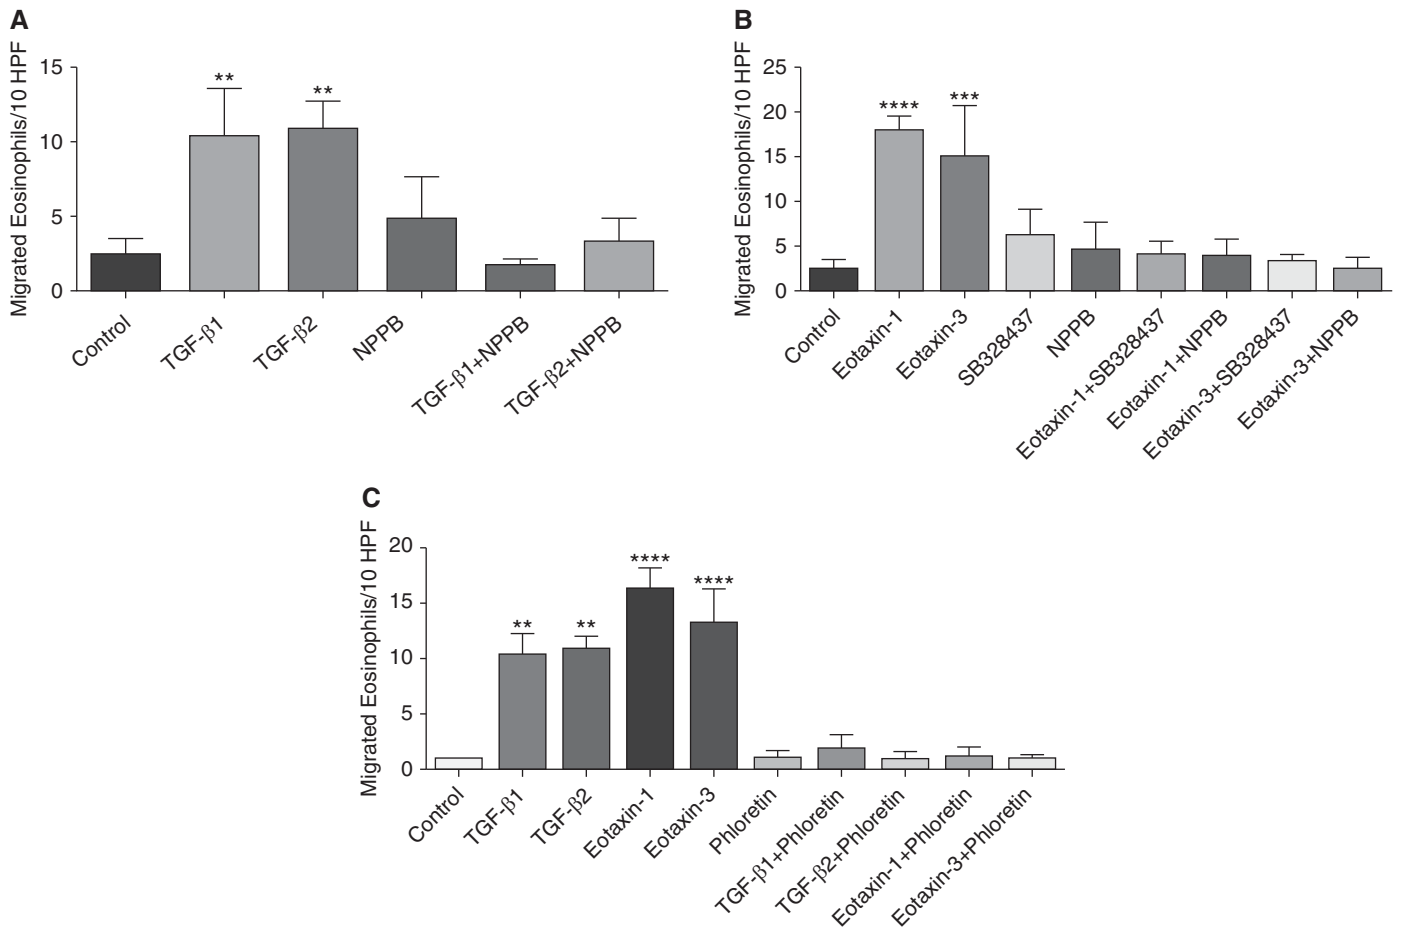 A
Migrated Eosinophils/10 HPF
15
10
5
0
**
**
Control
TGF-β1
TGF-β2
NPPB
TGF-β1+NPPB
TGF-β2+NPPB
B
Migrated Eosinophils/10 HPF
25
20
15
10
5
0
****
***
Control
Eotaxin-1
Eotaxin-3
SB328437
NPPB
Eotaxin-1+SB328437
Eotaxin-1+NPPB
Eotaxin-3+SB328437
Eotaxin-3+NPPB
C
Migrated Eosinophils/10 HPF
20
15
10
5
0
**
**
****
****
Control
TGF-β1
TGF-β2
Eotaxin-1
Eotaxin-3
Phloretin
TGF-β1+Phloretin
TGF-β2+Phloretin
Eotaxin-1+Phloretin
Eotaxin-3+Phloretin